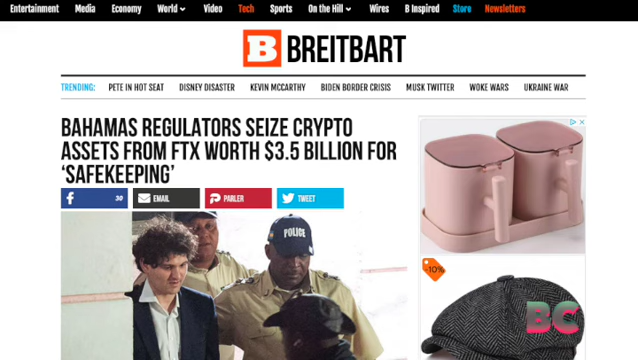 Entertainment Media Economy World Video Tech Sports On the Hill Wires B Inspired Store Newsletters
B BREITBART
TRENDING: PETE IN HOT SEAT DISNEY DISASTER KEVIN MCCARTHY BIDEN BORDER CRISIS MUSK TWITTER WOKE WARS UKRAINE WAR
BAHAMAS REGULATORS SEIZE CRYPTO
ASSETS FROM FTX WORTH $3.5 BILLION FOR
‘SAFEKEEPING’
f 30 EMAIL PARLER TWEET
POLICE
-10%
BC